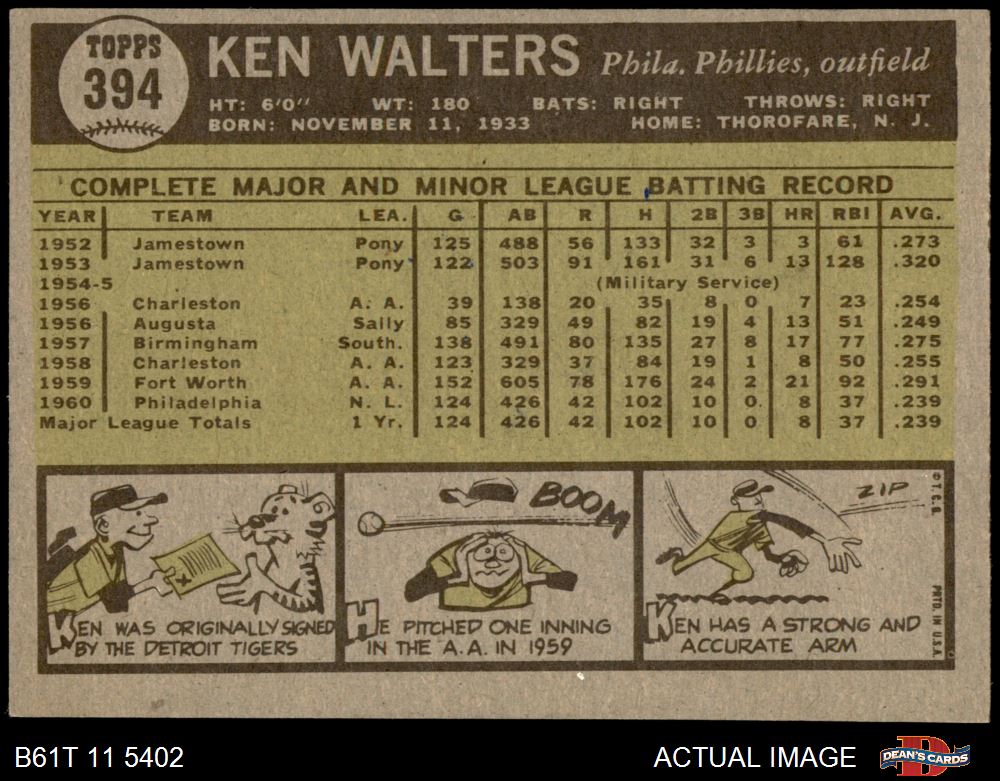 TOPPS
394
KEN WALTERS Phila. Phillies, outfield
HT: 6'0" WT: 180 BATS: RIGHT THROWS: RIGHT
BORN: NOVEMBER 11, 1933 HOME: THOROFARE, N. J.
COMPLETE MAJOR AND MINOR LEAGUE BATTING RECORD
YEAR TEAM LEA. G AB R H 2B 3B HR RBI AVG.
1952 Jamestown Pony 125 488 56 133 32 3 3 61 .273
1953 Jamestown Pony 122 503 91 161 31 6 13 128 .320
1954-5 (Military Service)
1956 Charleston A. A. 39 138 20 35 8 0 7 23 .254
1956 Augusta Sally 85 329 49 82 19 4 13 51 .249
1957 Birmingham South. 138 491 80 135 27 8 17 77 .275
1958 Charleston A. A. 123 329 37 84 19 1 8 50 .255
1959 Fort Worth A. A. 152 605 78 176 24 2 21 92 .291
1960 Philadelphia N. L. 124 426 42 102 10 0 8 37 .239
Major League Totals 1 Yr. 124 426 42 102 10 0 8 37 .239
X
KEN WAS ORIGINALLY SIGNED
BY THE DETROIT TIGERS
BOOM
HE PITCHED ONE INNING
IN THE A.A. IN 1959
ZIP
KEN HAS A STRONG AND
ACCURATE ARM
© T. C. G.
PRTD. IN U.S.A.
B61T 11 5402
ACTUAL IMAGE
DEAN'S CARDS